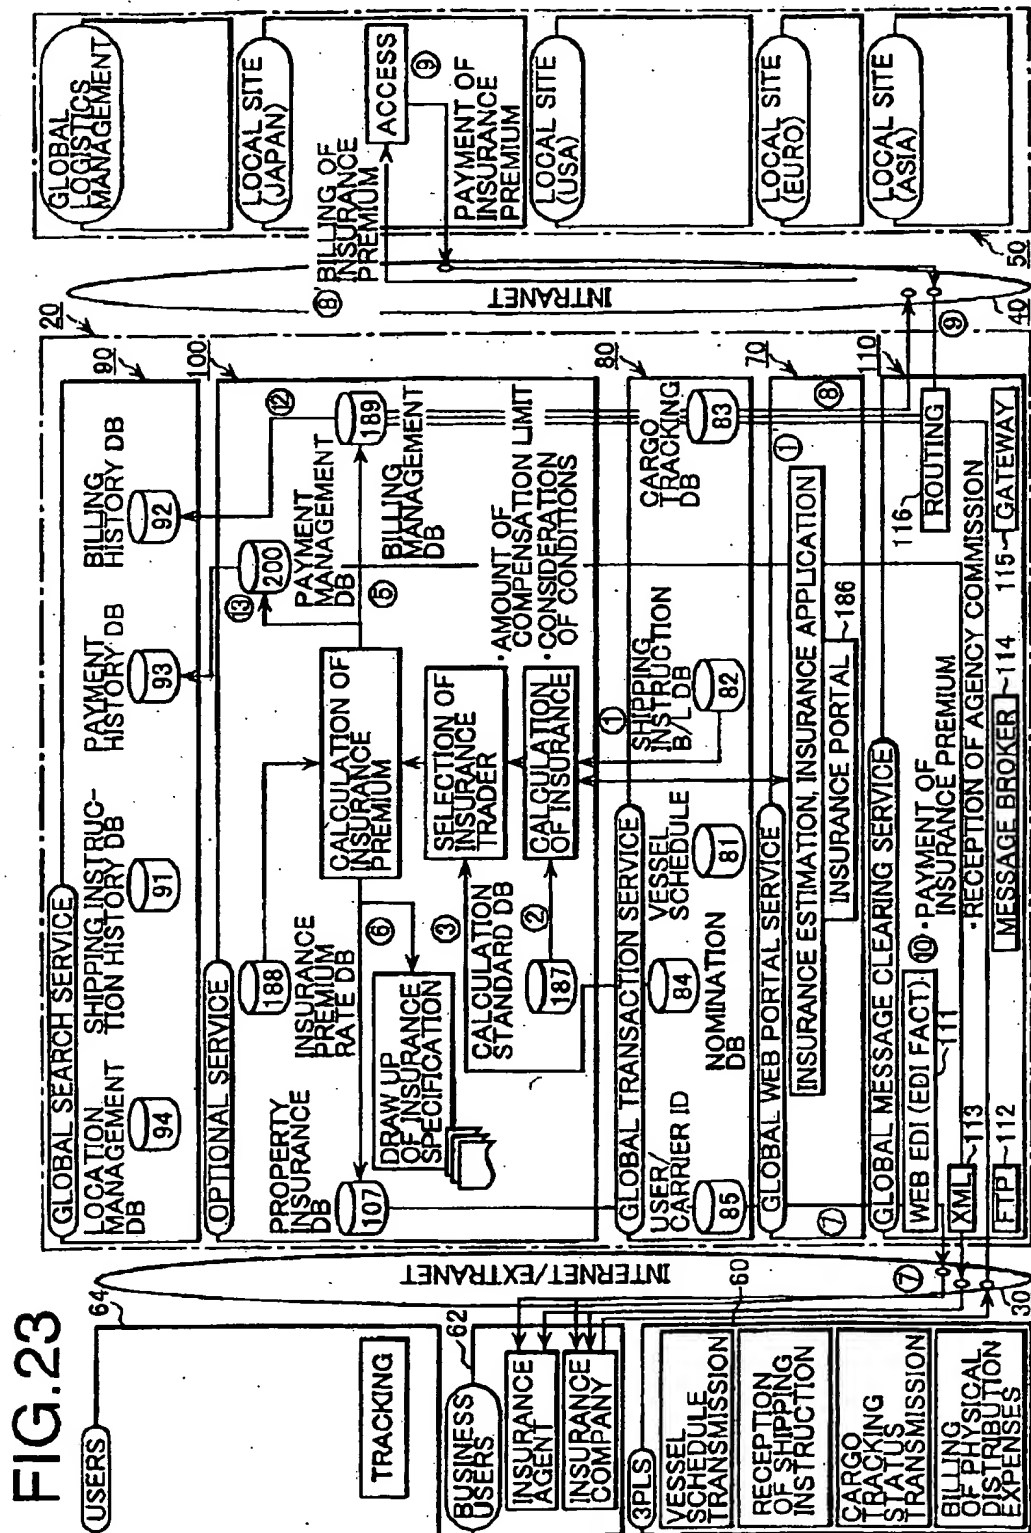 FIG.23
USERS
64
TRACKING
BUSINESS
USERS
62
INSURANCE
AGENT
INSURANCE
COMPANY
3PLS
60
VESSEL
SCHEDULE
TRANSMISSION
RECEPTION
OF SHIPPING
INSTRUCTION
CARGO
TRACKING
STATUS
TRANSMISSION
BILLING
OF PHYSICAL
DISTRIBUTION
EXPENSES
INTERNET/EXTRANET
⑦
30
20
GLOBAL SEARCH SERVICE
90
LOCATION
MANAGEMENT
DB
94
SHIPPING INSTRUC-
TION HISTORY DB
91
PAYMENT
HISTORY DB
93
BILLING
HISTORY DB
92
OPTIONAL SERVICE
100
PROPERTY
INSURANCE
DB
107
INSURANCE
PREMIUM
RATE DB
188
CALCULATION OF
INSURANCE
PREMIUM
⑬
200
PAYMENT
MANAGEMENT
DB
⑤
⑫
189
BILLING
MANAGEMENT
DB
⑥
DRAW UP
OF INSURANCE
SPECIFICATION
③
CALCULATION
STANDARD DB
187
②
SELECTION OF
INSURANCE
TRADER
CALCULATION
OF INSURANCE
・AMOUNT OF
COMPENSATION LIMIT
・CONSIDERATION
OF CONDITIONS
GLOBAL TRANSACTION SERVICE
80
USER/
CARRIER ID
85
84
NOMINATION
DB
VESSEL
SCHEDULE
81
①
SHIPPING
INSTRUCTION
B/L DB
82
CARGO
TRACKING
DB
83
GLOBAL WEB PORTAL SERVICE
70
⑦
INSURANCE ESTIMATION, INSURANCE APPLICATION
INSURANCE PORTAL
186
①
⑧
GLOBAL MESSAGE CLEARING SERVICE
110
WEB EDI (EDI FACT)
111
⑩
・PAYMENT OF
INSURANCE PREMIUM
・RECEPTION OF AGENCY COMMISSION
XML
113
FTP
112
MESSAGE BROKER
114
115
GATEWAY
116
ROUTING
INTRANET
⑨
40
⑧'
BILLING OF
INSURANCE
PREMIUM
50
GLOBAL
LOGISTICS
MANAGEMENT
LOCAL SITE
(JAPAN)
ACCESS
⑨
PAYMENT OF
INSURANCE
PREMIUM
LOCAL SITE
(USA)
LOCAL SITE
(EURO)
LOCAL SITE
(ASIA)